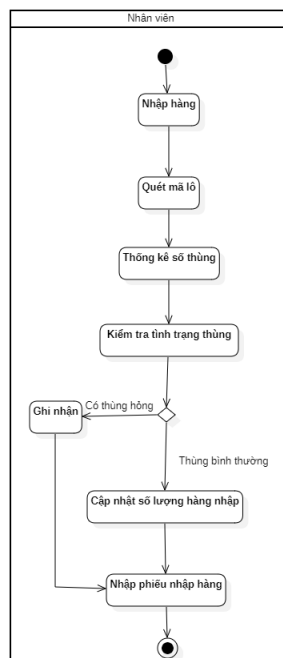 Nhân viên
Nhập hàng
Quét mã lô
Thống kê số thùng
Kiểm tra tình trạng thùng
Có thùng hỏng
Ghi nhận
Thùng bình thường
Cập nhật số lượng hàng nhập
Nhập phiếu nhập hàng